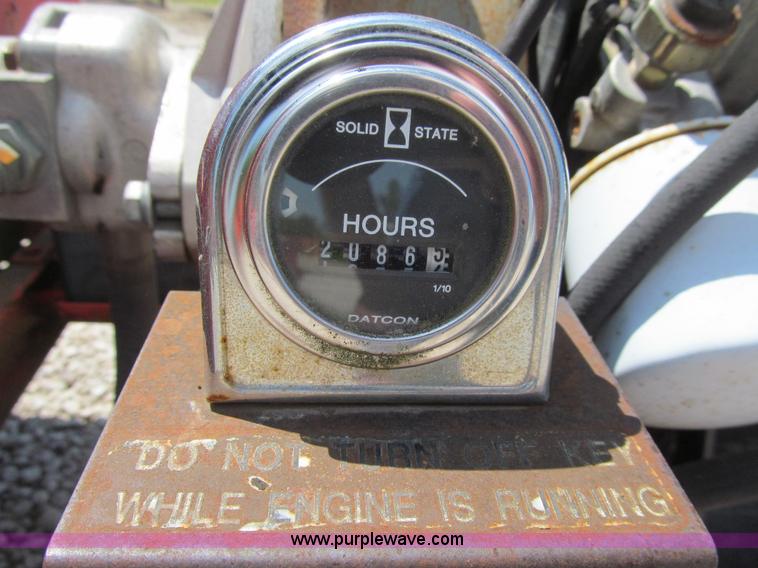 SOLID STATE
HOURS
2086
1/10
DATCON
DO NOT TURN OFF KEY
WHILE ENGINE IS RUNNING
www.purplewave.com